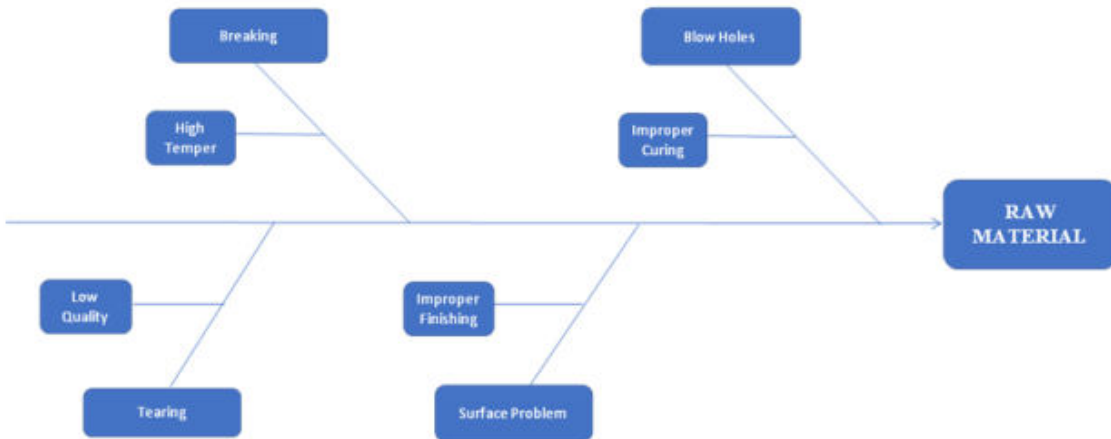 Breaking
Blow Holes
High
Temper
Improper
Curing
RAW
MATERIAL
Low
Quality
Improper
Finishing
Tearing
Surface Problem